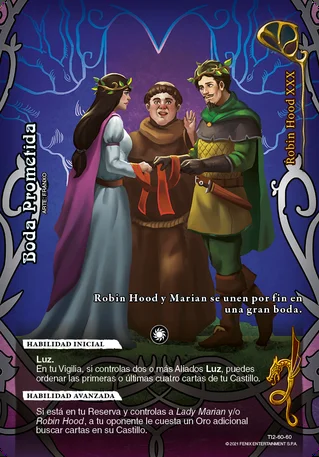 Boda Prometida
ARTE: FRANKO
Robin Hood XXX
Robin Hood y Marian se unen por fin en
una gran boda.
HABILIDAD INICIAL
Luz.
En tu Vigilia, si controlas dos o más Aliados Luz, puedes
ordenar las primeras o últimas cuatro cartas de tu Castillo.
HABILIDAD AVANZADA
Si está en tu Reserva y controlas a Lady Marian y/o
Robin Hood, a tu oponente le cuesta un Oro adicional
buscar cartas en su Castillo.
TI2-60-60
© 2021 FENIX ENTERTAINMENT S.P.A.